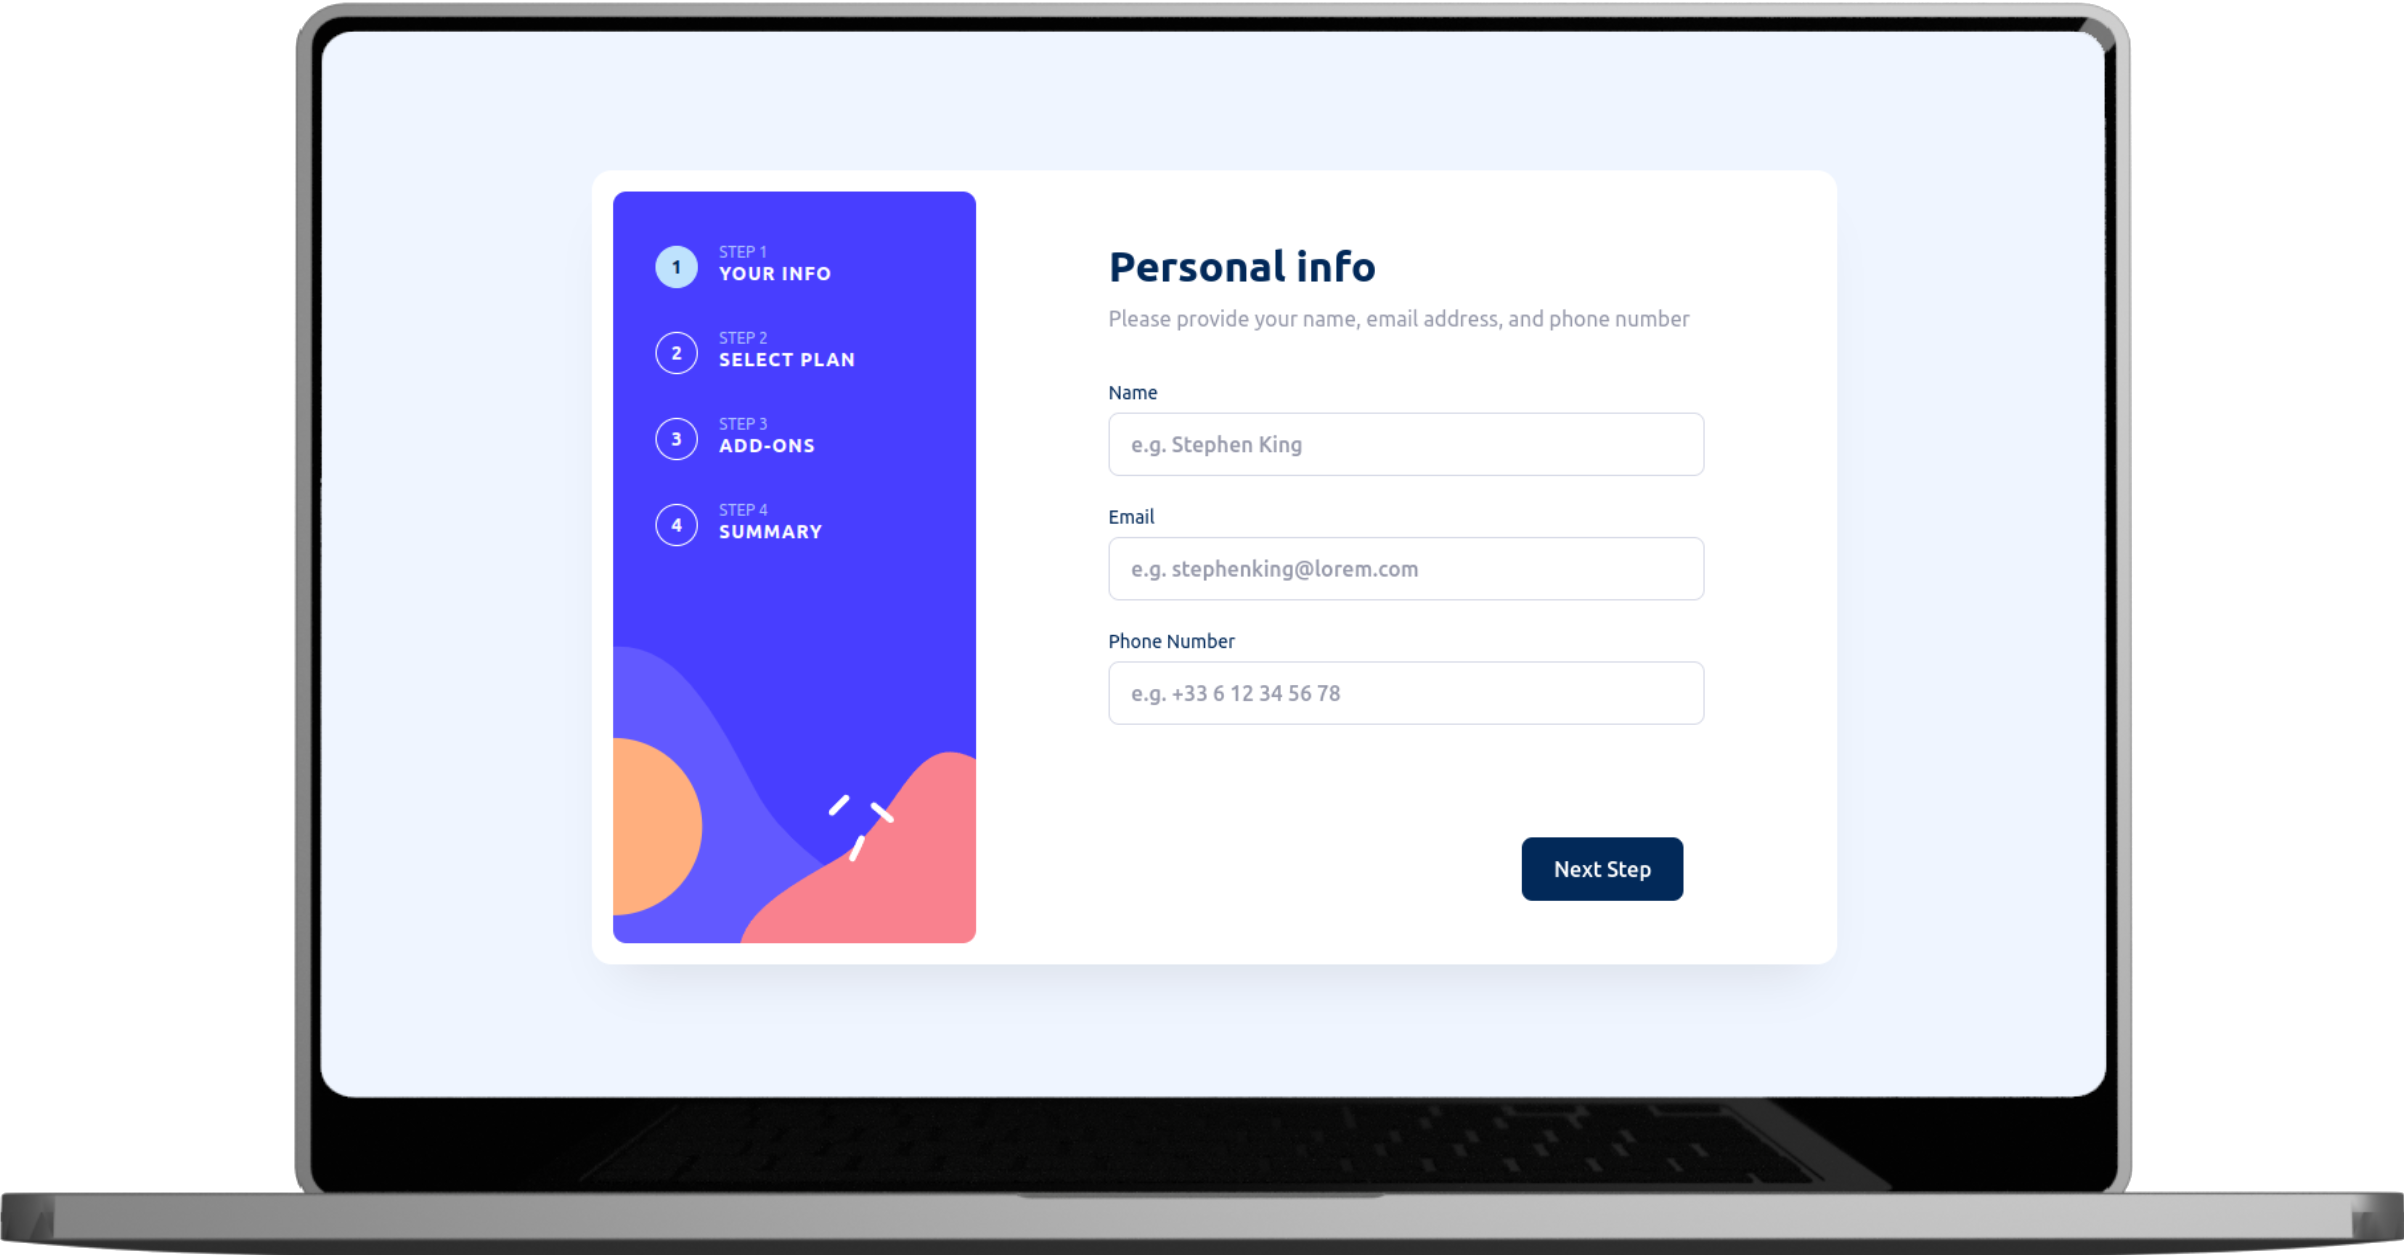 1
STEP 1
YOUR INFO
2
STEP 2
SELECT PLAN
3
STEP 3
ADD-ONS
4
STEP 4
SUMMARY
Personal info
Please provide your name, email address, and phone number
Name
e.g. Stephen King
Email
e.g. stephenking@lorem.com
Phone Number
e.g. +33 6 12 34 56 78
Next Step